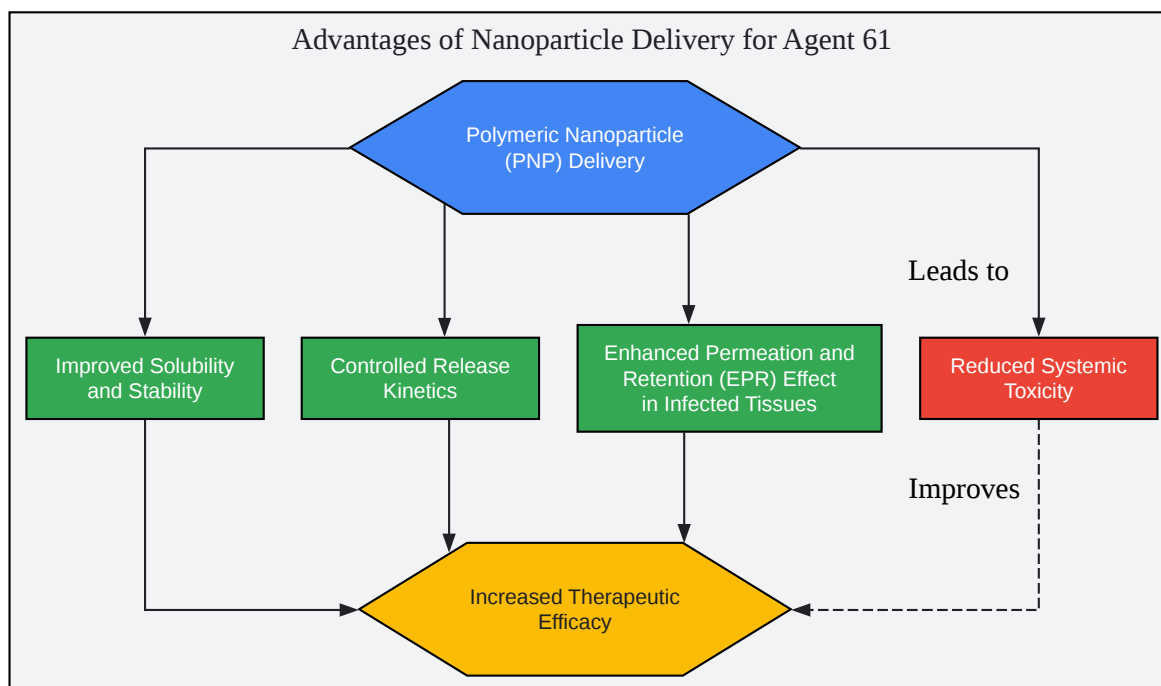 Advantages of Nanoparticle Delivery for Agent 61
Polymeric Nanoparticle
(PNP) Delivery
Leads to
Improved Solubility
and Stability
Controlled Release
Kinetics
Enhanced Permeation and
Retention (EPR) Effect
in Infected Tissues
Reduced Systemic
Toxicity
Improves
Increased Therapeutic
Efficacy